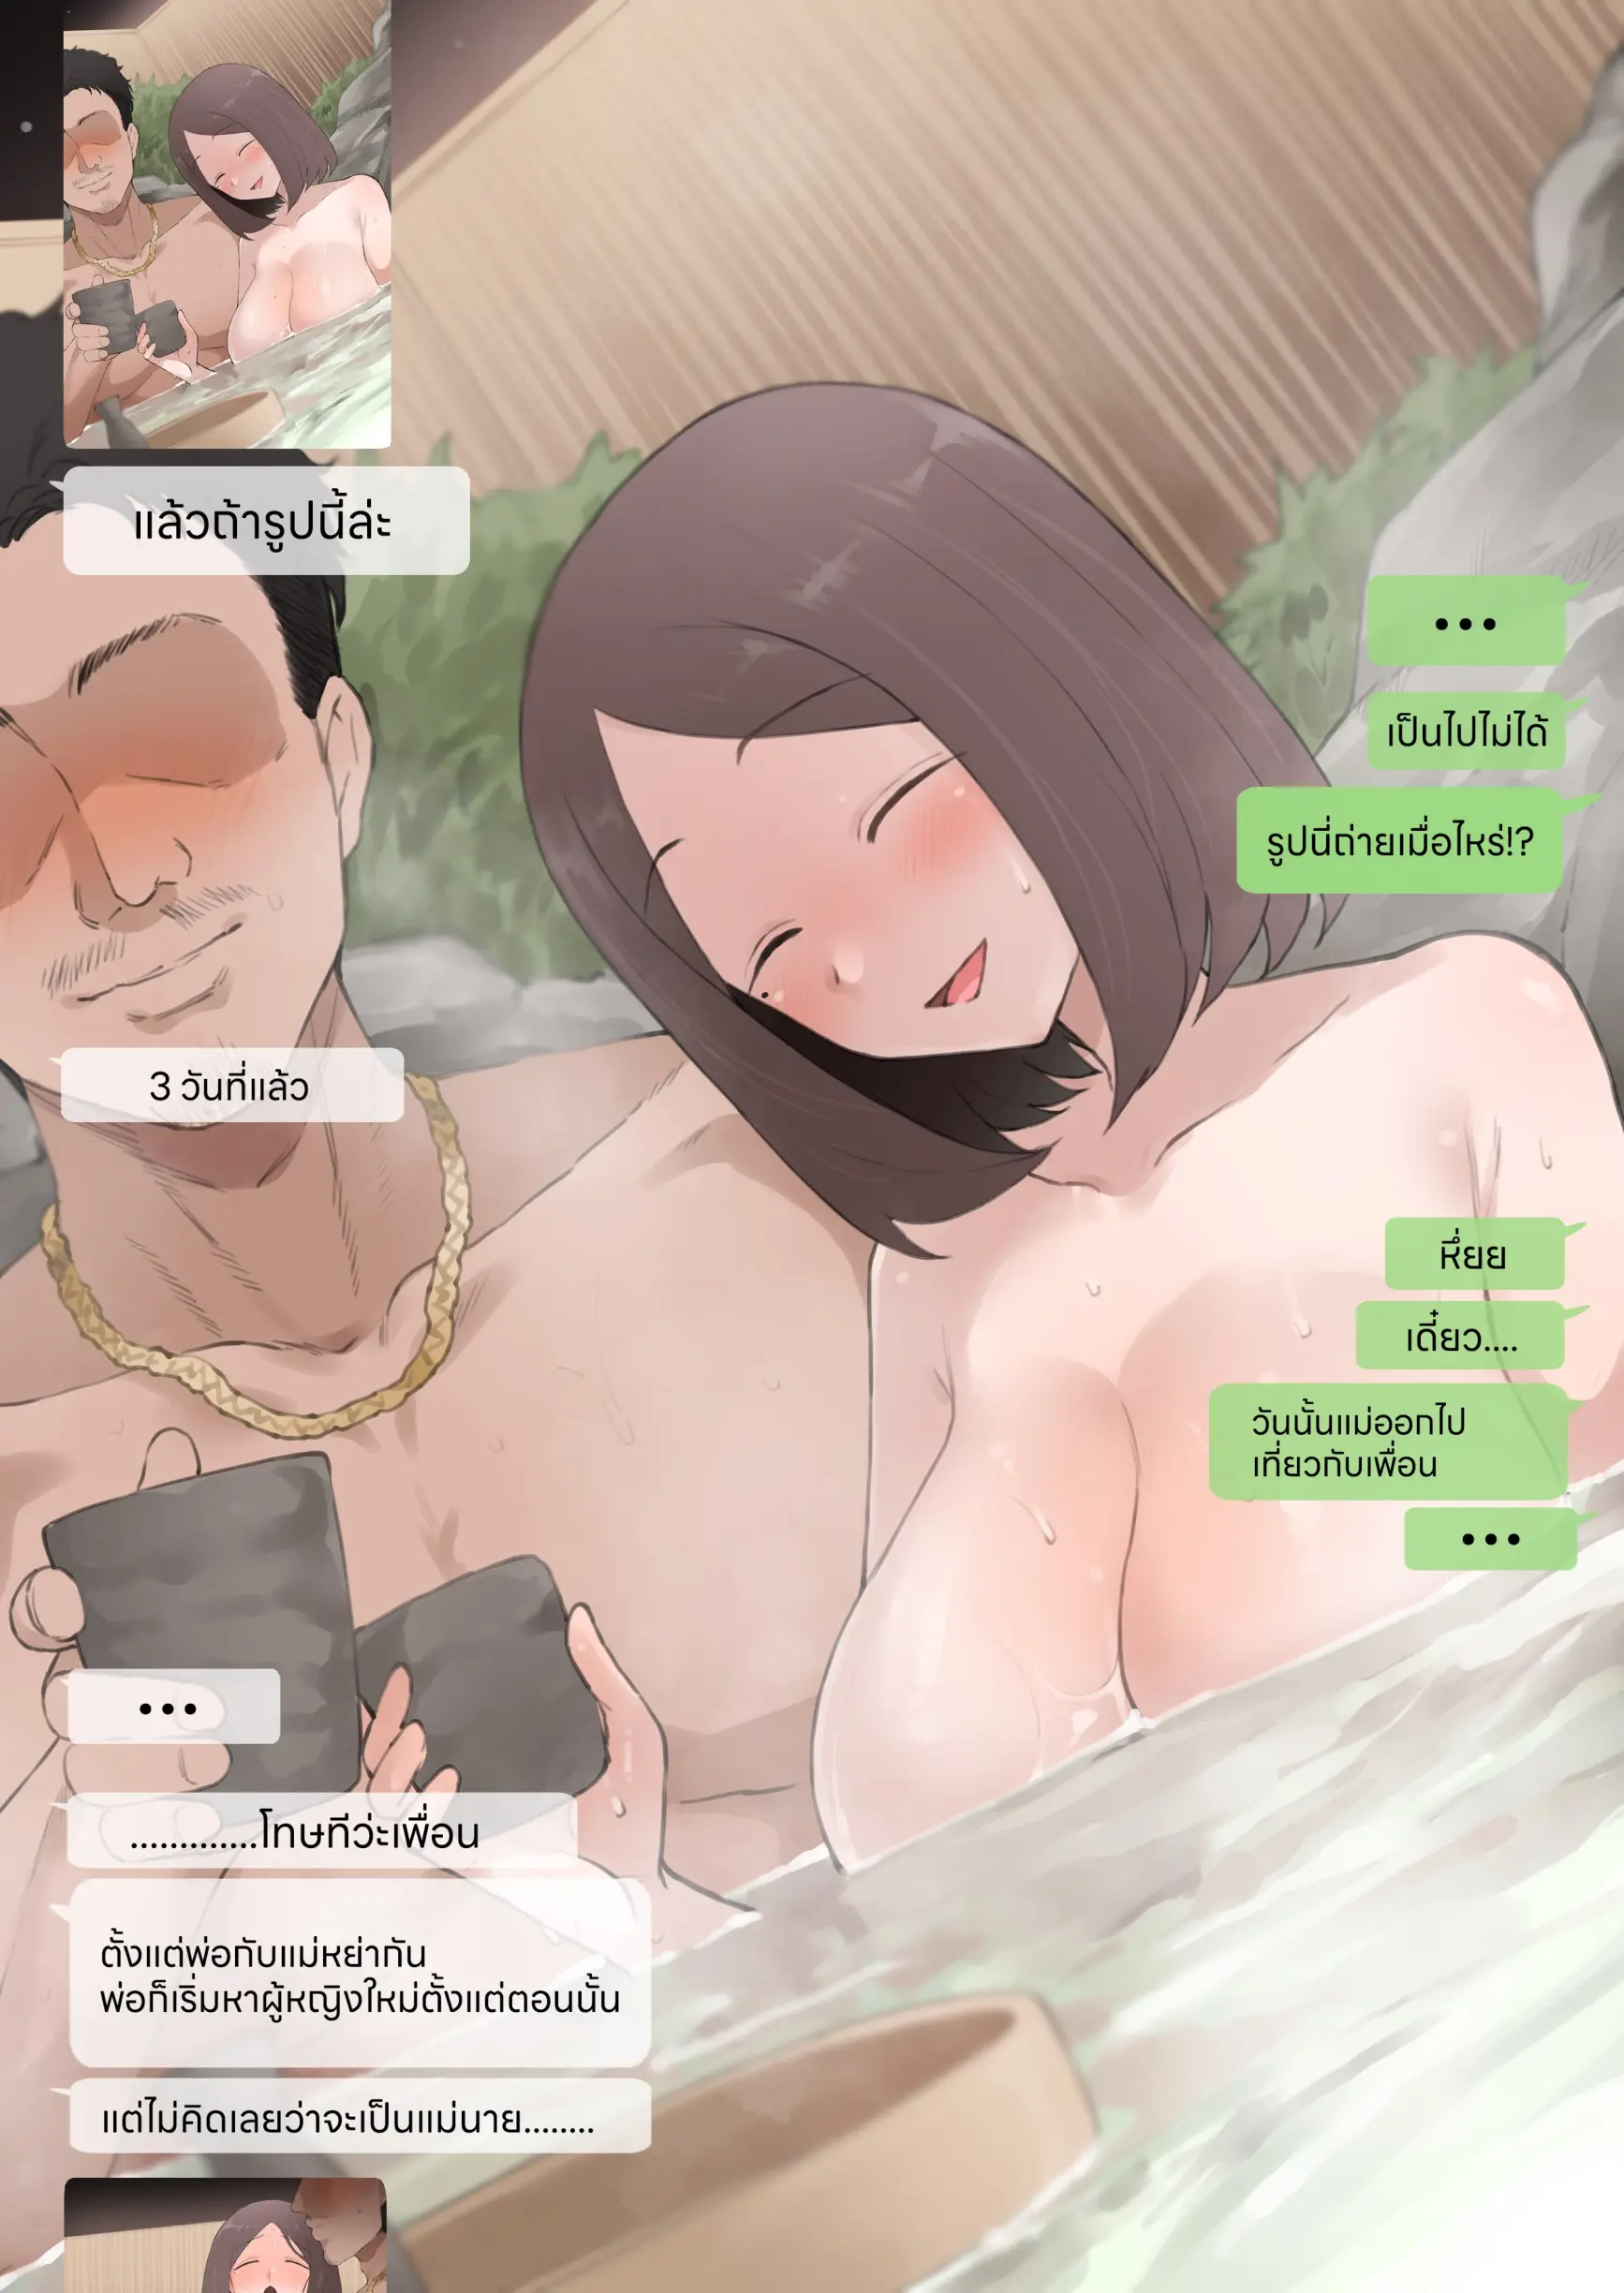 แล้วถ้ารูปนี้ล่ะ
•••
เป็นไปไม่ได้
รูปนี่ถ่ายเมื่อไหร่!?
3 วันที่แล้ว
หึ่ยย
เดี๋ยว....
วันนั้นแม่ออกไป
เที่ยวกับเพื่อน
•••
•••
.............โทษทีว่ะเพื่อน
ตั้งแต่พ่อกับแม่หย่ากัน
พ่อก็เริ่มหาผู้หญิงใหม่ตั้งแต่ตอนนั้น
แต่ไม่คิดเลยว่าจะเป็นแม่นาย........